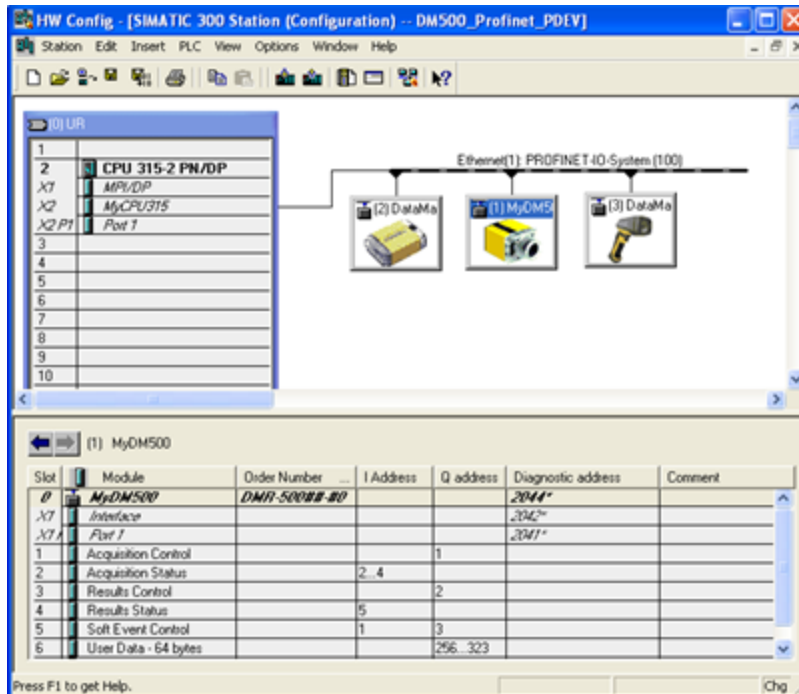 HW Config - [SIMATIC 300 Station (Configuration) -- DM500_Profinet_PDEV]
Station Edit Insert PLC View Options Window Help
(0) UR
1
2 CPU 315-2 PN/DP
X1 MPI/DP
X2 MyCPU315
X2 P1 Port 1
3
4
5
6
7
8
9
10
Ethernet(1): PROFINET-IO-System (100)
(2) DataMa
(1) MyDM5
(3) DataMa
(1) MyDM500
Slot Module Order Number ... I Address Q address Diagnostic address Comment
0 MyDM500 DMR-500##-#0 2044*
X1 Interface 2042*
X1 Port 1 2041*
1 Acquisition Control 1
2 Acquisition Status 2...4
3 Results Control 2
4 Results Status 5
5 Soft Event Control 1 3
6 User Data - 64 bytes 256...323
Press F1 to get Help.
Chg